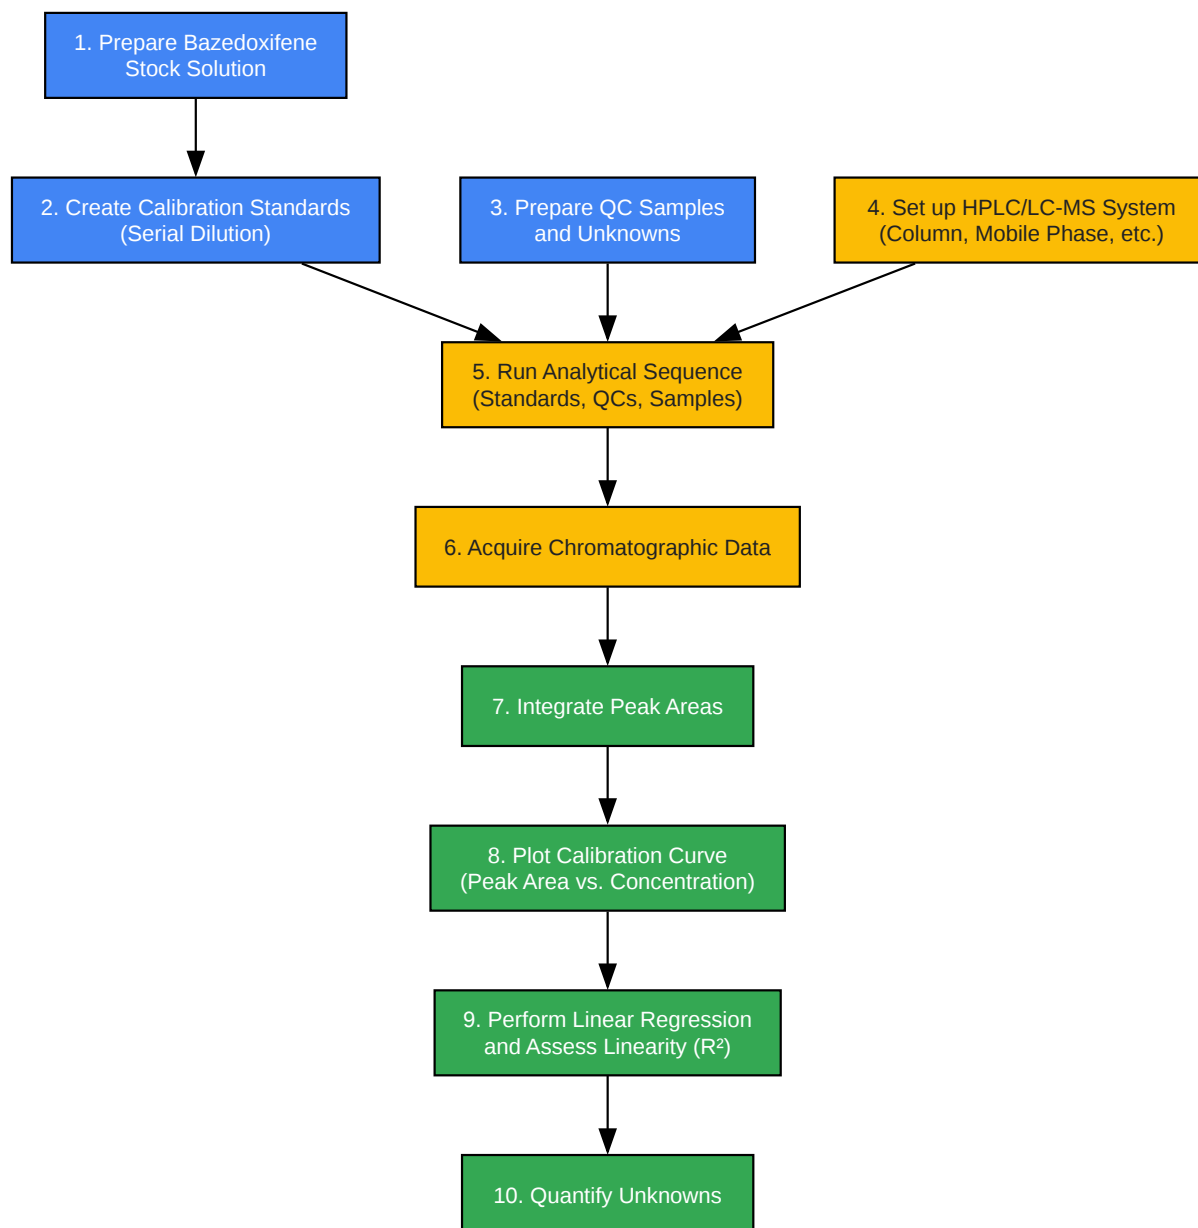 1. Prepare Bazedoxifene
Stock Solution
2. Create Calibration Standards
(Serial Dilution)
3. Prepare QC Samples
and Unknowns
4. Set up HPLC/LC-MS System
(Column, Mobile Phase, etc.)
5. Run Analytical Sequence
(Standards, QCs, Samples)
6. Acquire Chromatographic Data
7. Integrate Peak Areas
8. Plot Calibration Curve
(Peak Area vs. Concentration)
9. Perform Linear Regression
and Assess Linearity (R²)
10. Quantify Unknowns